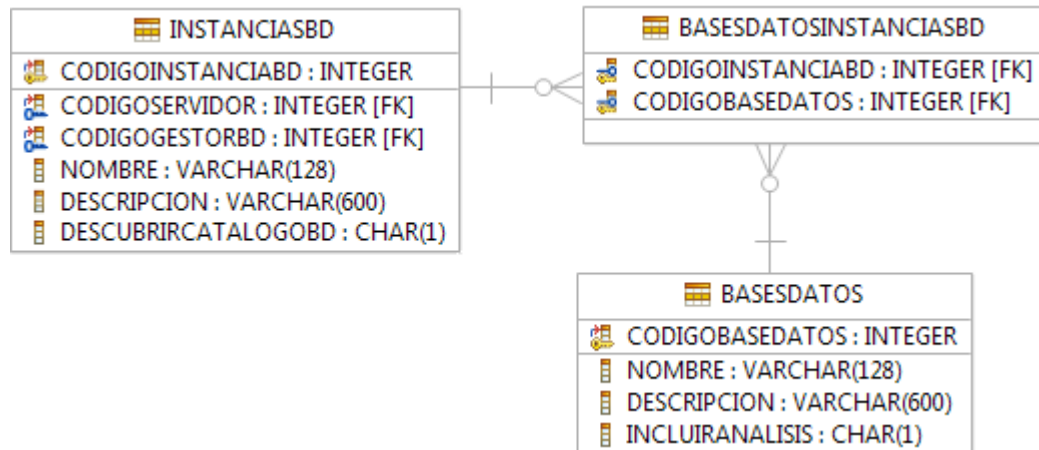 INSTANCIASBD
CODIGOINSTANCIABD : INTEGER
CODIGOSERVIDOR : INTEGER [FK]
CODIGOGESTORBD : INTEGER [FK]
NOMBRE : VARCHAR(128)
DESCRIPCION : VARCHAR(600)
DESCUBRIRCATALOGOBD : CHAR(1)
BASESDATOSINSTANCIASBD
CODIGOINSTANCIABD : INTEGER [FK]
CODIGOBASEDATOS : INTEGER [FK]
BASESDATOS
CODIGOBASEDATOS : INTEGER
NOMBRE : VARCHAR(128)
DESCRIPCION : VARCHAR(600)
INCLUIRANALISIS : CHAR(1)